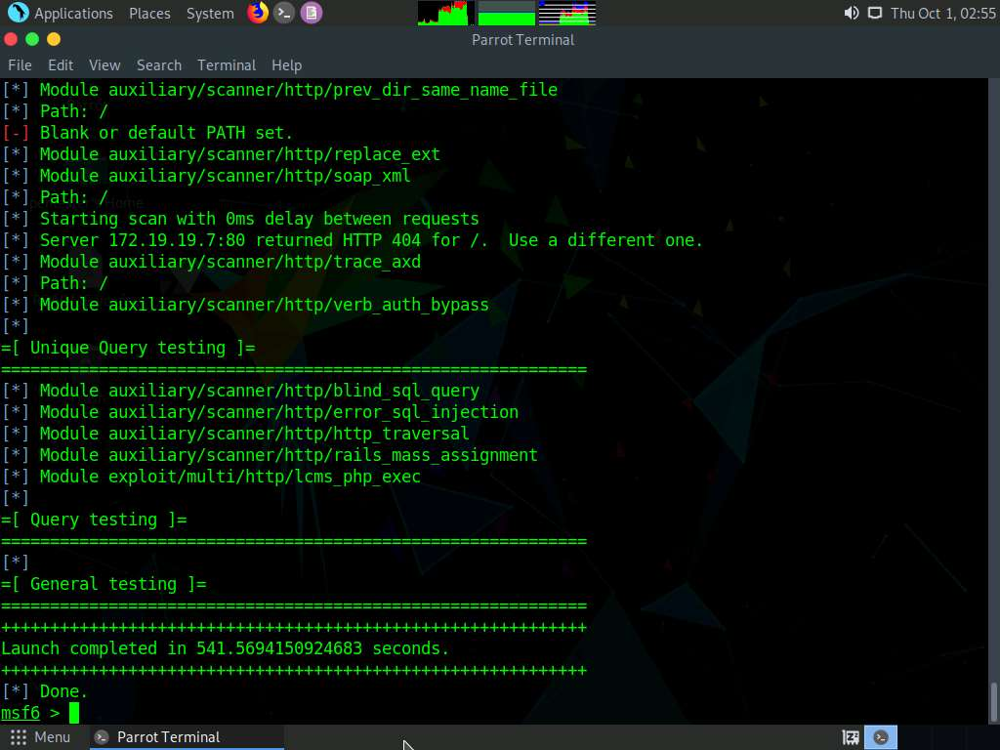 Applications Places System Thu Oct 1, 02:55
Parrot Terminal
File Edit View Search Terminal Help
[*] Module auxiliary/scanner/http/prev_dir_same_name_file
[*] Path: /
[-] Blank or default PATH set.
[*] Module auxiliary/scanner/http/replace_ext
[*] Module auxiliary/scanner/http/soap_xml
[*] Path: /
[*] Starting scan with 0ms delay between requests
[*] Server 172.19.19.7:80 returned HTTP 404 for /.  Use a different one.
[*] Module auxiliary/scanner/http/trace_axd
[*] Path: /
[*] Module auxiliary/scanner/http/verb_auth_bypass
[*]
=[ Unique Query testing ]=
============================================================
[*] Module auxiliary/scanner/http/blind_sql_query
[*] Module auxiliary/scanner/http/error_sql_injection
[*] Module auxiliary/scanner/http/http_traversal
[*] Module auxiliary/scanner/http/rails_mass_assignment
[*] Module exploit/multi/http/lcms_php_exec
[*]
=[ Query testing ]=
============================================================
[*]
=[ General testing ]=
============================================================
++++++++++++++++++++++++++++++++++++++++++++++++++++++++++++
Launch completed in 541.5694150924683 seconds.
++++++++++++++++++++++++++++++++++++++++++++++++++++++++++++
[*] Done.
msf6 >
Menu Parrot Terminal